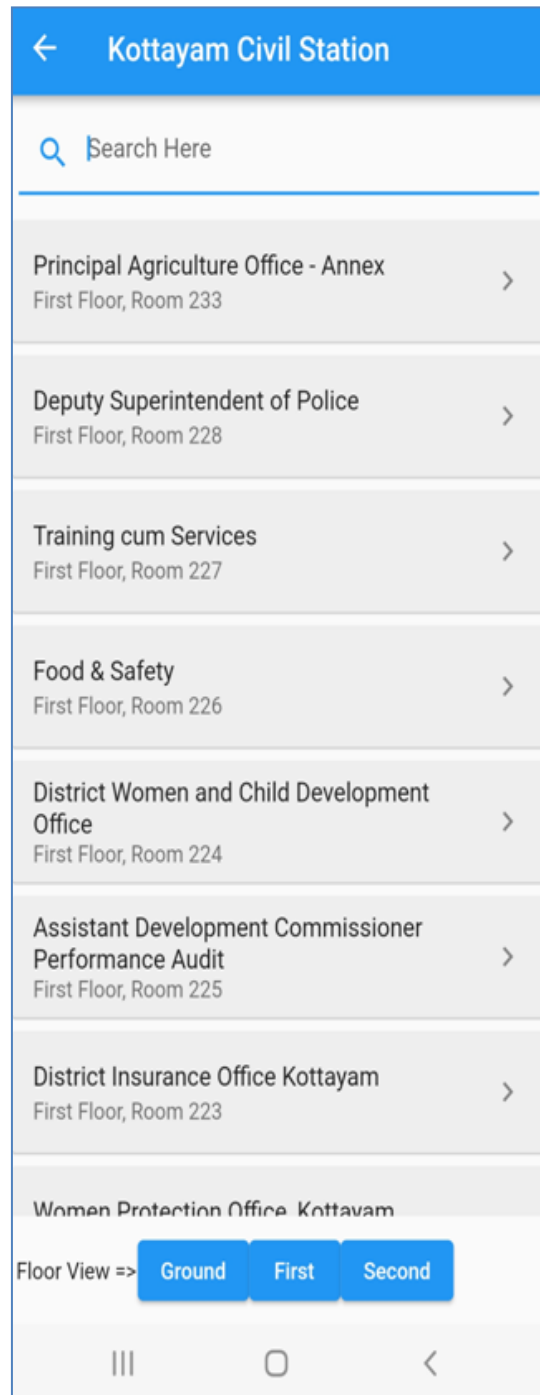 Kottayam Civil Station
Search Here
Principal Agriculture Office - Annex
First Floor, Room 233
Deputy Superintendent of Police
First Floor, Room 228
Training cum Services
First Floor, Room 227
Food & Safety
First Floor, Room 226
District Women and Child Development
Office
First Floor, Room 224
Assistant Development Commissioner
Performance Audit
First Floor, Room 225
District Insurance Office Kottayam
First Floor, Room 223
Women Protection Office, Kottayam
Floor View => Ground First Second